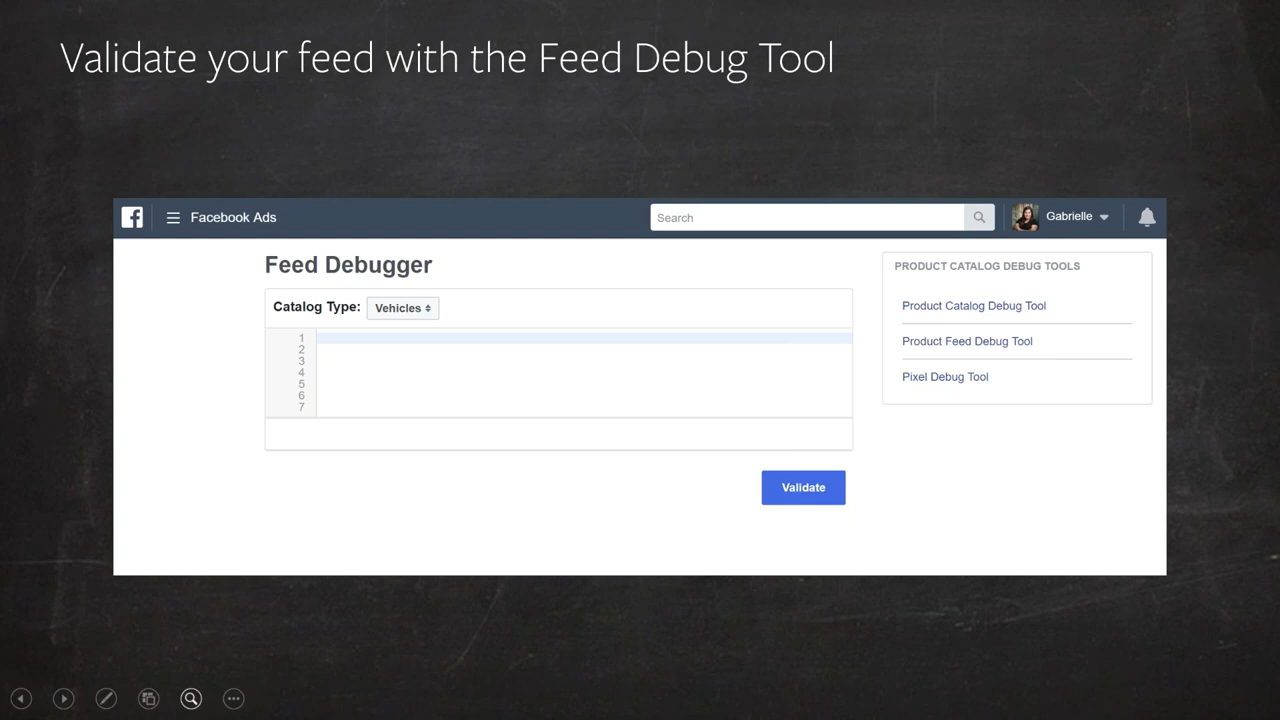 Validate your feed with the Feed Debug Tool
Facebook Ads
Search
Gabrielle
Feed Debugger
Catalog Type: Vehicles
1
2
3
4
5
6
7
Validate
PRODUCT CATALOG DEBUG TOOLS
Product Catalog Debug Tool
Product Feed Debug Tool
Pixel Debug Tool